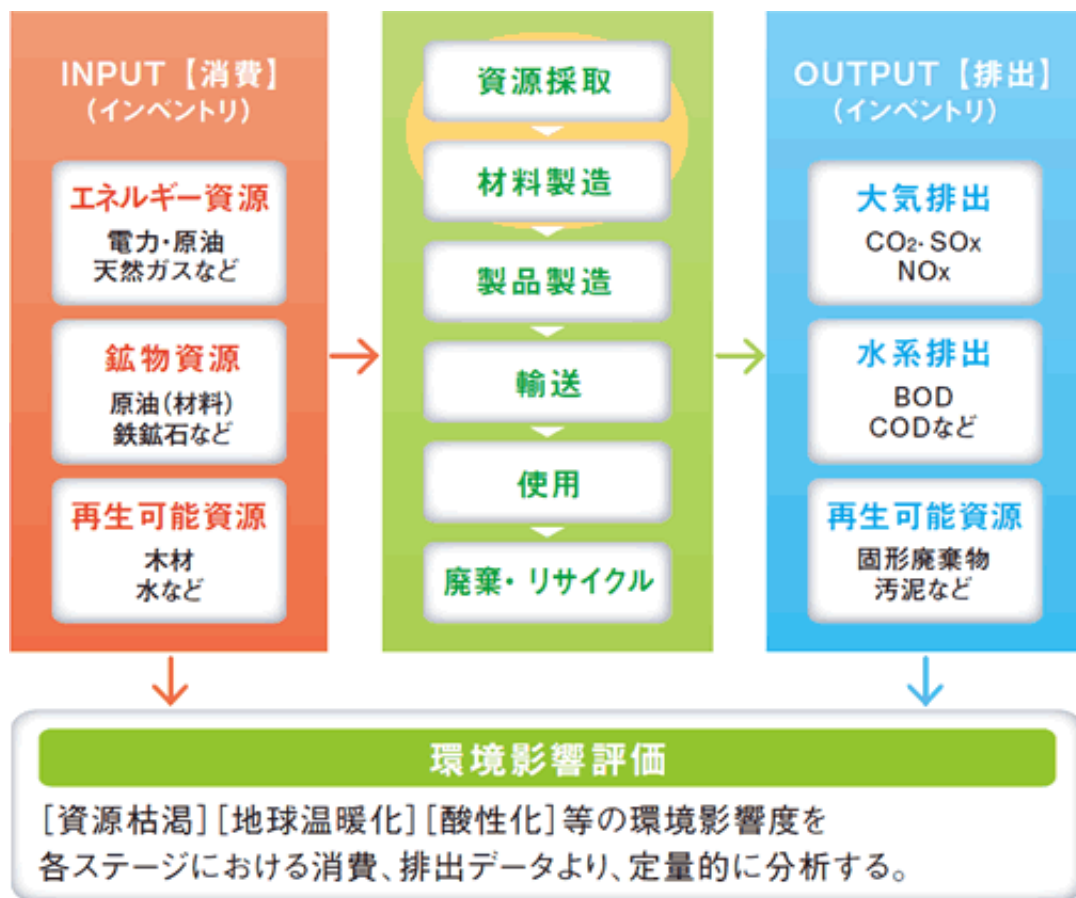 INPUT【消費】
（インベントリ）
エネルギー資源
電力・原油
天然ガスなど
鉱物資源
原油（材料）
鉄鉱石など
再生可能資源
木材
水など
資源採取
材料製造
製品製造
輸送
使用
廃棄・リサイクル
OUTPUT【排出】
（インベントリ）
大気排出
CO₂・SOx
NOx
水系排出
BOD
CODなど
再生可能資源
固形廃棄物
汚泥など
環境影響評価
［資源枯渇］［地球温暖化］［酸性化］等の環境影響度を
各ステージにおける消費、排出データより、定量的に分析する。